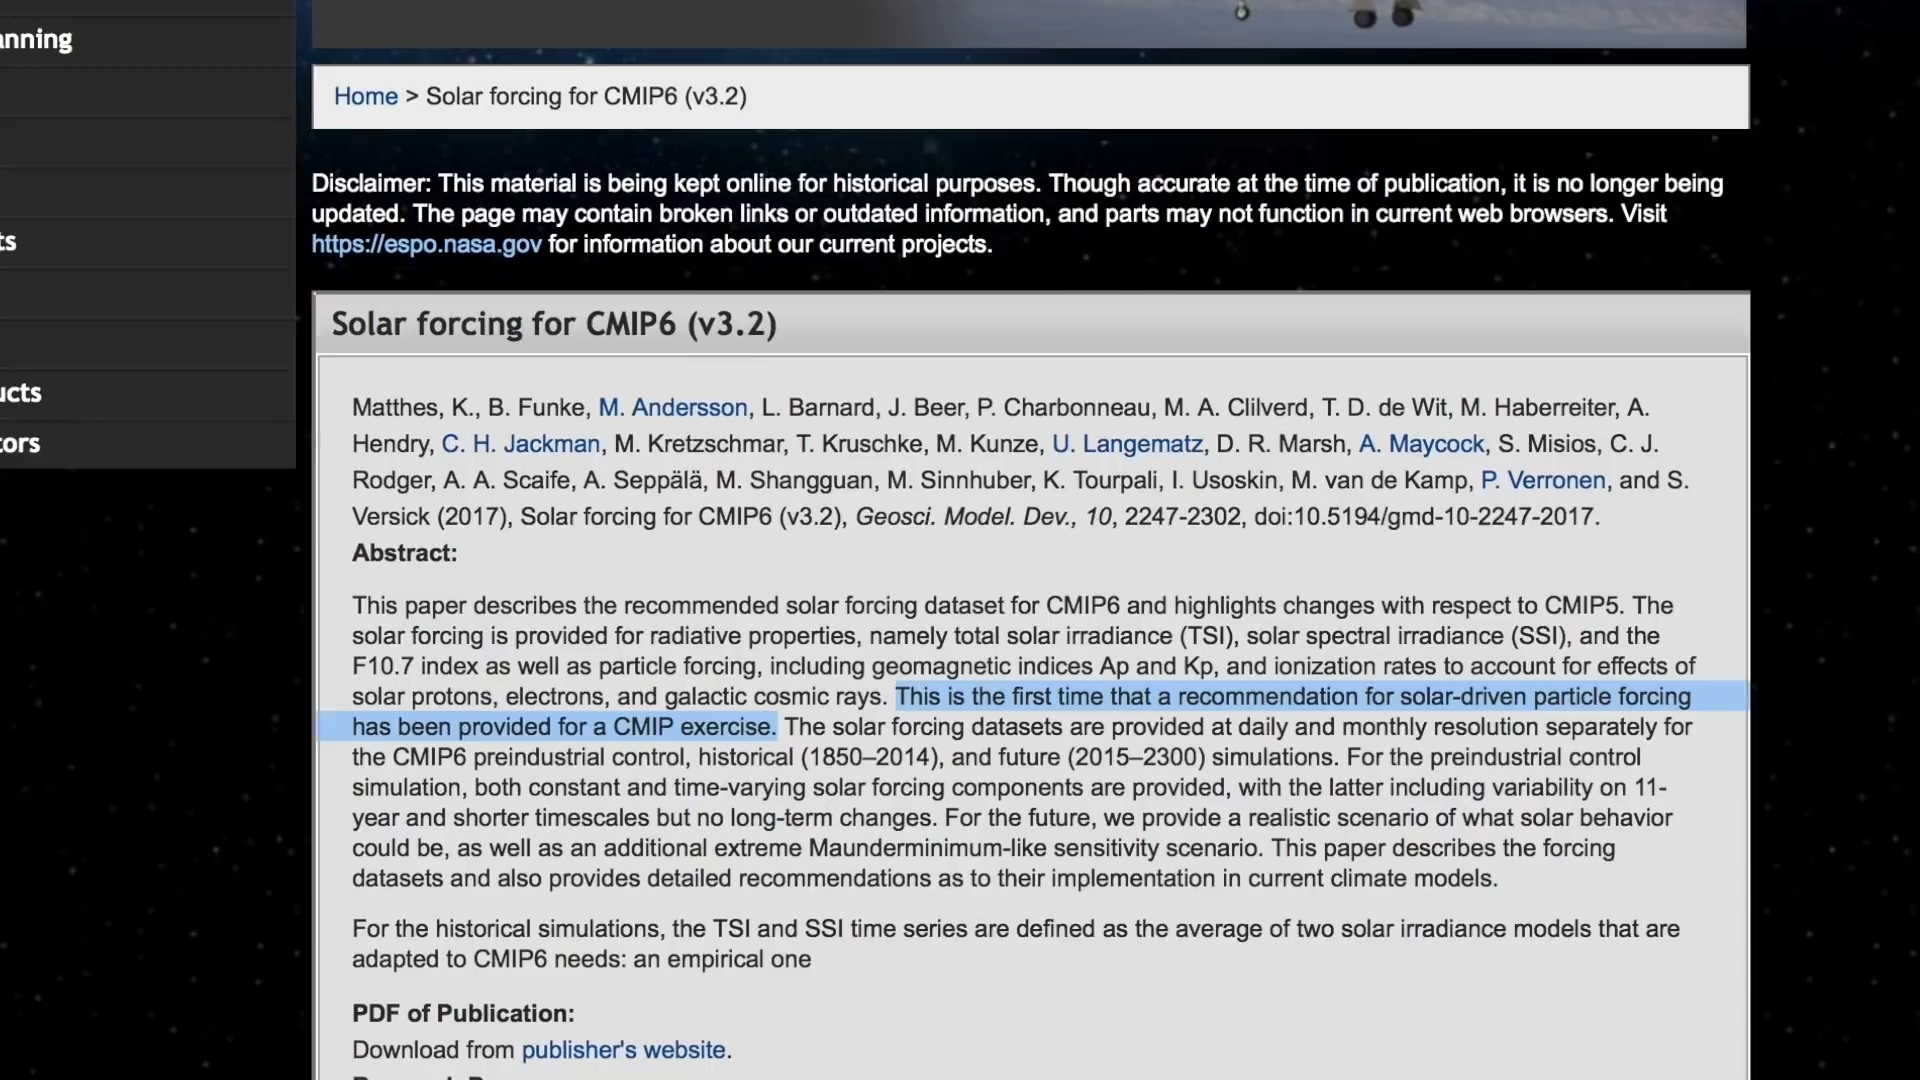 anning
ts
ucts
tors
Home > Solar forcing for CMIP6 (v3.2)
Disclaimer: This material is being kept online for historical purposes. Though accurate at the time of publication, it is no longer being
updated. The page may contain broken links or outdated information, and parts may not function in current web browsers. Visit
https://espo.nasa.gov for information about our current projects.
Solar forcing for CMIP6 (v3.2)
Matthes, K., B. Funke, M. Andersson, L. Barnard, J. Beer, P. Charbonneau, M. A. Clilverd, T. D. de Wit, M. Haberreiter, A.
Hendry, C. H. Jackman, M. Kretzschmar, T. Kruschke, M. Kunze, U. Langematz, D. R. Marsh, A. Maycock, S. Misios, C. J.
Rodger, A. A. Scaife, A. Seppälä, M. Shangguan, M. Sinnhuber, K. Tourpali, I. Usoskin, M. van de Kamp, P. Verronen, and S.
Versick (2017), Solar forcing for CMIP6 (v3.2), Geosci. Model. Dev., 10, 2247-2302, doi:10.5194/gmd-10-2247-2017.
Abstract:
This paper describes the recommended solar forcing dataset for CMIP6 and highlights changes with respect to CMIP5. The
solar forcing is provided for radiative properties, namely total solar irradiance (TSI), solar spectral irradiance (SSI), and the
F10.7 index as well as particle forcing, including geomagnetic indices Ap and Kp, and ionization rates to account for effects of
solar protons, electrons, and galactic cosmic rays. This is the first time that a recommendation for solar-driven particle forcing
has been provided for a CMIP exercise. The solar forcing datasets are provided at daily and monthly resolution separately for
the CMIP6 preindustrial control, historical (1850–2014), and future (2015–2300) simulations. For the preindustrial control
simulation, both constant and time-varying solar forcing components are provided, with the latter including variability on 11-
year and shorter timescales but no long-term changes. For the future, we provide a realistic scenario of what solar behavior
could be, as well as an additional extreme Maunderminimum-like sensitivity scenario. This paper describes the forcing
datasets and also provides detailed recommendations as to their implementation in current climate models.
For the historical simulations, the TSI and SSI time series are defined as the average of two solar irradiance models that are
adapted to CMIP6 needs: an empirical one
PDF of Publication:
Download from publisher's website.